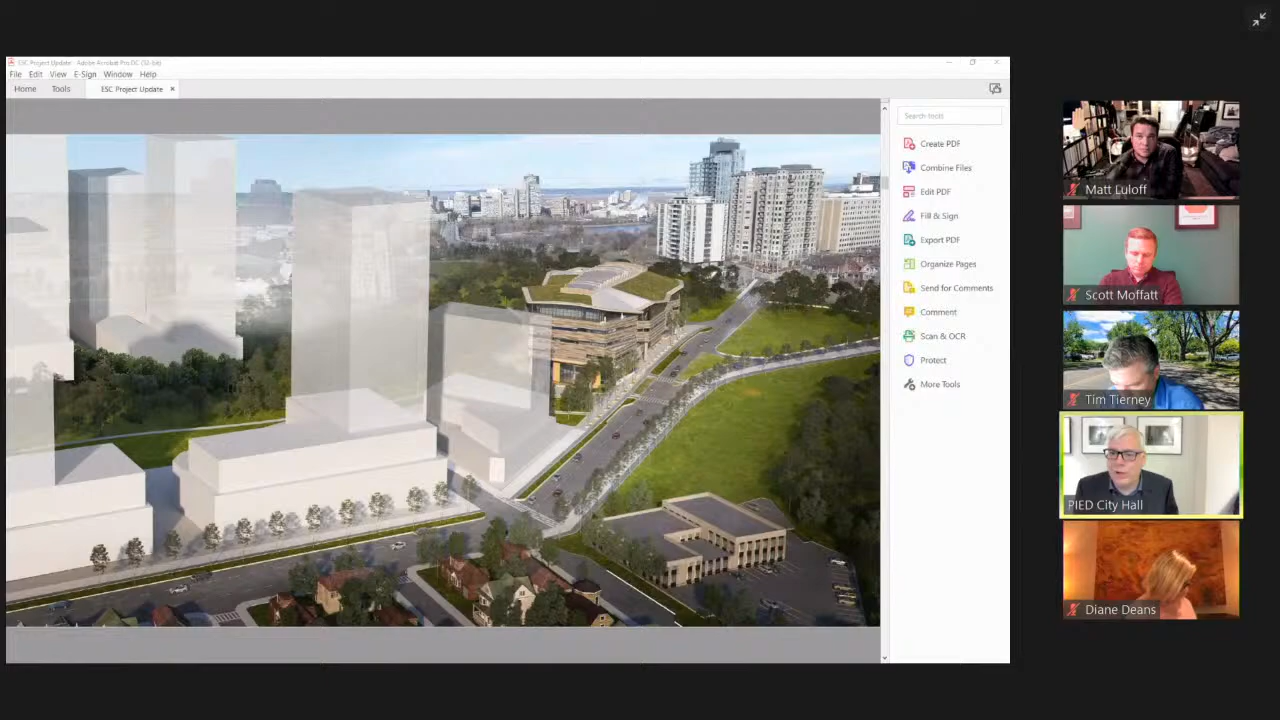 ESC Project Update - Adobe Acrobat Pro DC (32-bit)
File Edit View E-Sign Window Help
Home Tools ESC Project Update ×
Search tools
Create PDF
Combine Files
Edit PDF
Fill & Sign
Export PDF
Organize Pages
Send for Comments
Comment
Scan & OCR
Protect
More Tools
Matt Luloff
Scott Moffatt
Tim Tierney
PIED City Hall
Diane Deans